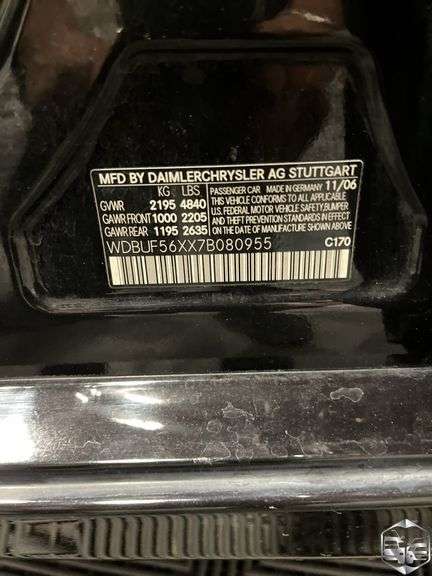 MFD BY DAIMLERCHRYSLER AG STUTTGART
KG LBS PASSENGER CAR MADE IN GERMANY 11/06
GVWR 2195 4840 THIS VEHICLE CONFORMS TO ALL APPLICABLE
GAWR FRONT 1000 2205 U.S. FEDERAL MOTOR VEHICLE SAFETY, BUMPER
GAWR REAR 1195 2635 AND THEFT PREVENTION STANDARDS IN EFFECT ON THE DATE OF MANUFACTURE SHOWN ABOVE
WDBUF56XX7B080955 C170